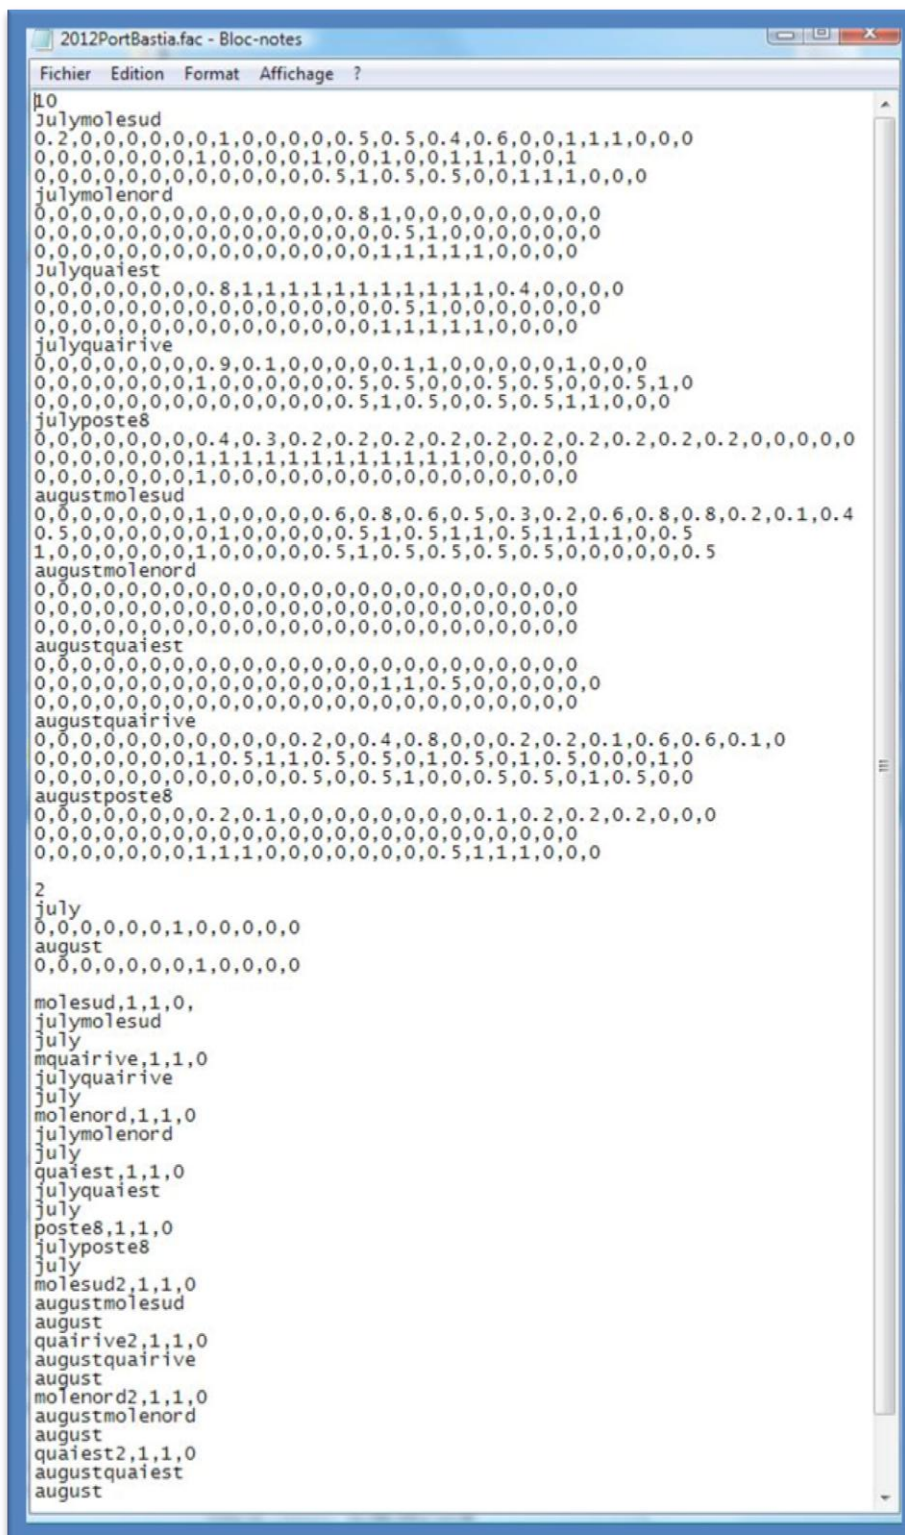 2012PortBastia.fac - Bloc-notes
Fichier Edition Format Affichage ?
10
Julymolesud
0.2,0,0,0,0,0,0,1,0,0,0,0,0.5,0.5,0.4,0.6,0,0,1,1,1,0,0,0
0,0,0,0,0,0,0,1,0,0,0,0,1,0,0,1,0,0,1,1,1,0,0,1
0,0,0,0,0,0,0,0,0,0,0,0,0.5,1,0.5,0.5,0,0,1,1,1,0,0,0
julymolenord
0,0,0,0,0,0,0,0,0,0,0,0,0,0.8,1,0,0,0,0,0,0,0,0,0
0,0,0,0,0,0,0,0,0,0,0,0,0,0,0,0.5,1,0,0,0,0,0,0,0
0,0,0,0,0,0,0,0,0,0,0,0,0,0,0,1,1,1,1,1,0,0,0,0
Julyquaiest
0,0,0,0,0,0,0,0.8,1,1,1,1,1,1,1,1,1,1,1,0.4,0,0,0,0
0,0,0,0,0,0,0,0,0,0,0,0,0,0,0,0.5,1,0,0,0,0,0,0,0
0,0,0,0,0,0,0,0,0,0,0,0,0,0,0,1,1,1,1,1,0,0,0,0
julyquairive
0,0,0,0,0,0,0,0.9,0.1,0,0,0,0,0.1,1,0,0,0,0,0,1,0,0,0
0,0,0,0,0,0,0,1,0,0,0,0,0,0.5,0.5,0,0,0.5,0.5,0,0,0.5,1,0
0,0,0,0,0,0,0,0,0,0,0,0,0,0.5,1,0.5,0,0.5,0.5,1,1,0,0,0
julyposte8
0,0,0,0,0,0,0,0.4,0.3,0.2,0.2,0.2,0.2,0.2,0.2,0.2,0.2,0.2,0.2,0,0,0,0,0
0,0,0,0,0,0,0,1,1,1,1,1,1,1,1,1,1,1,1,0,0,0,0,0
0,0,0,0,0,0,0,1,0,0,0,0,0,0,0,0,0,0,0,0,0,0,0,0
augustmolesud
0,0,0,0,0,0,0,1,0,0,0,0,0.6,0.8,0.6,0.5,0.3,0.2,0.6,0.8,0.8,0.2,0.1,0.4
0.5,0,0,0,0,0,0,1,0,0,0,0,0.5,1,0.5,1,1,0.5,1,1,1,1,0,0.5
1,0,0,0,0,0,0,1,0,0,0,0,0,0.5,1,0.5,0.5,0.5,0.5,0,0,0,0,0.5
augustmolenord
0,0,0,0,0,0,0,0,0,0,0,0,0,0,0,0,0,0,0,0,0,0,0,0
0,0,0,0,0,0,0,0,0,0,0,0,0,0,0,0,0,0,0,0,0,0,0,0
0,0,0,0,0,0,0,0,0,0,0,0,0,0,0,0,0,0,0,0,0,0,0,0
augustquaiest
0,0,0,0,0,0,0,0,0,0,0,0,0,0,0,0,0,0,0,0,0,0,0,0
0,0,0,0,0,0,0,0,0,0,0,0,0,0,0,1,1,0.5,0,0,0,0,0,0
0,0,0,0,0,0,0,0,0,0,0,0,0,0,0,0,0,0,0,0,0,0,0,0
augustquairive
0,0,0,0,0,0,0,0,0,0,0,0.2,0,0.4,0.8,0,0,0.2,0.2,0.1,0.6,0.6,0.1,0
0,0,0,0,0,0,0,1,0.5,1,1,0.5,0.5,0,1,0.5,0,1,0.5,0,0,0,1,0
0,0,0,0,0,0,0,0,0,0,0,0.5,0,0.5,1,0,0,0.5,0.5,0,1,0.5,0,0
augustposte8
0,0,0,0,0,0,0,0.2,0.1,0,0,0,0,0,0,0,0,0.1,0.2,0.2,0.2,0,0,0
0,0,0,0,0,0,0,0,0,0,0,0,0,0,0,0,0,0,0,0,0,0,0,0
0,0,0,0,0,0,0,1,1,1,0,0,0,0,0,0,0,0.5,1,1,1,0,0,0
2
july
0,0,0,0,0,0,1,0,0,0,0,0
august
0,0,0,0,0,0,0,1,0,0,0,0
molesud,1,1,0,
julymolesud
july
mquairive,1,1,0
julyquairive
july
molenord,1,1,0
julymolenord
july
quaiest,1,1,0
julyquaiest
july
poste8,1,1,0
julyposte8
july
molesud2,1,1,0
augustmolesud
august
quairive2,1,1,0
augustquairive
august
molenord2,1,1,0
augustmolenord
august
quaiest2,1,1,0
augustquaiest
august